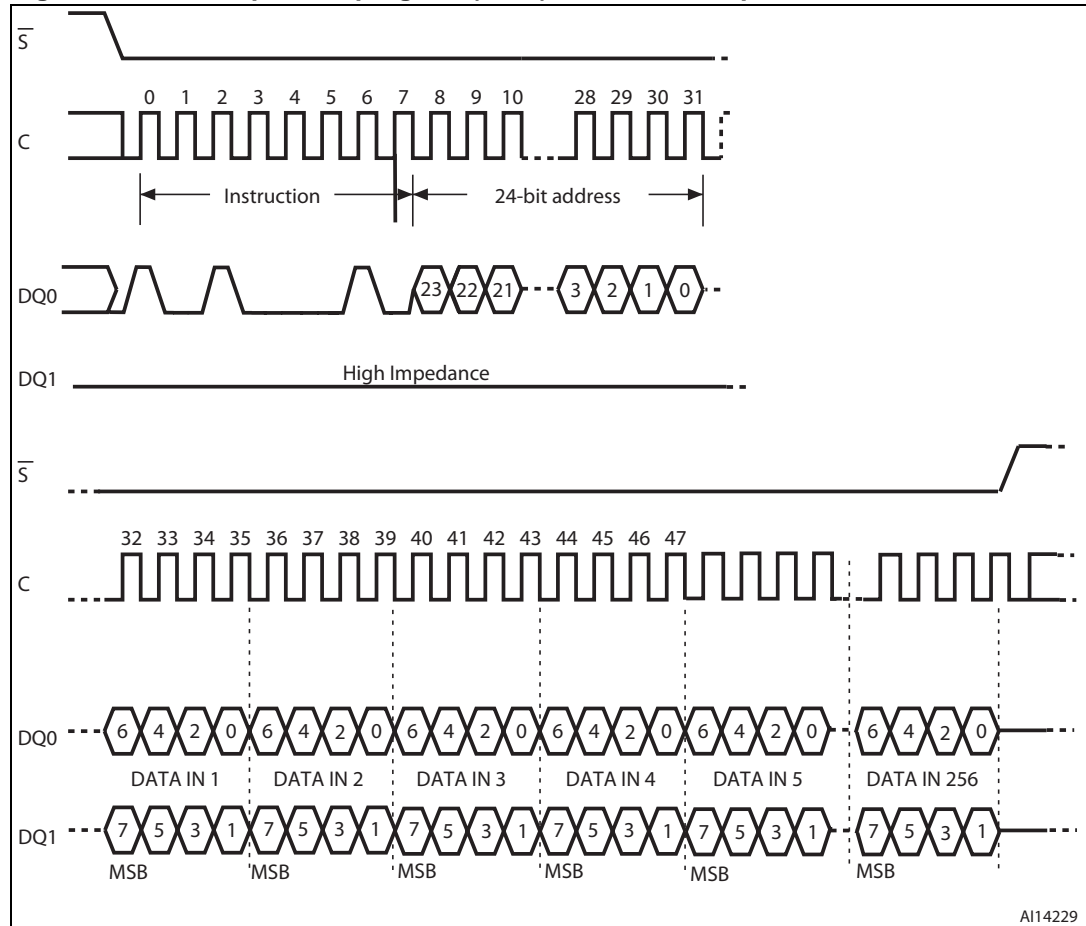 S
0 1 2 3 4 5 6 7 8 9 10 28 29 30 31
C
Instruction 24-bit address
DQ0 23 22 21 3 2 1 0
High Impedance
DQ1
S
32 33 34 35 36 37 38 39 40 41 42 43 44 45 46 47
C
DQ0 6 4 2 0 6 4 2 0 6 4 2 0 6 4 2 0 6 4 2 0 6 4 2 0
DATA IN 1 DATA IN 2 DATA IN 3 DATA IN 4 DATA IN 5 DATA IN 256
DQ1 7 5 3 1 7 5 3 1 7 5 3 1 7 5 3 1 7 5 3 1 7 5 3 1
MSB MSB MSB MSB MSB MSB
AI14229